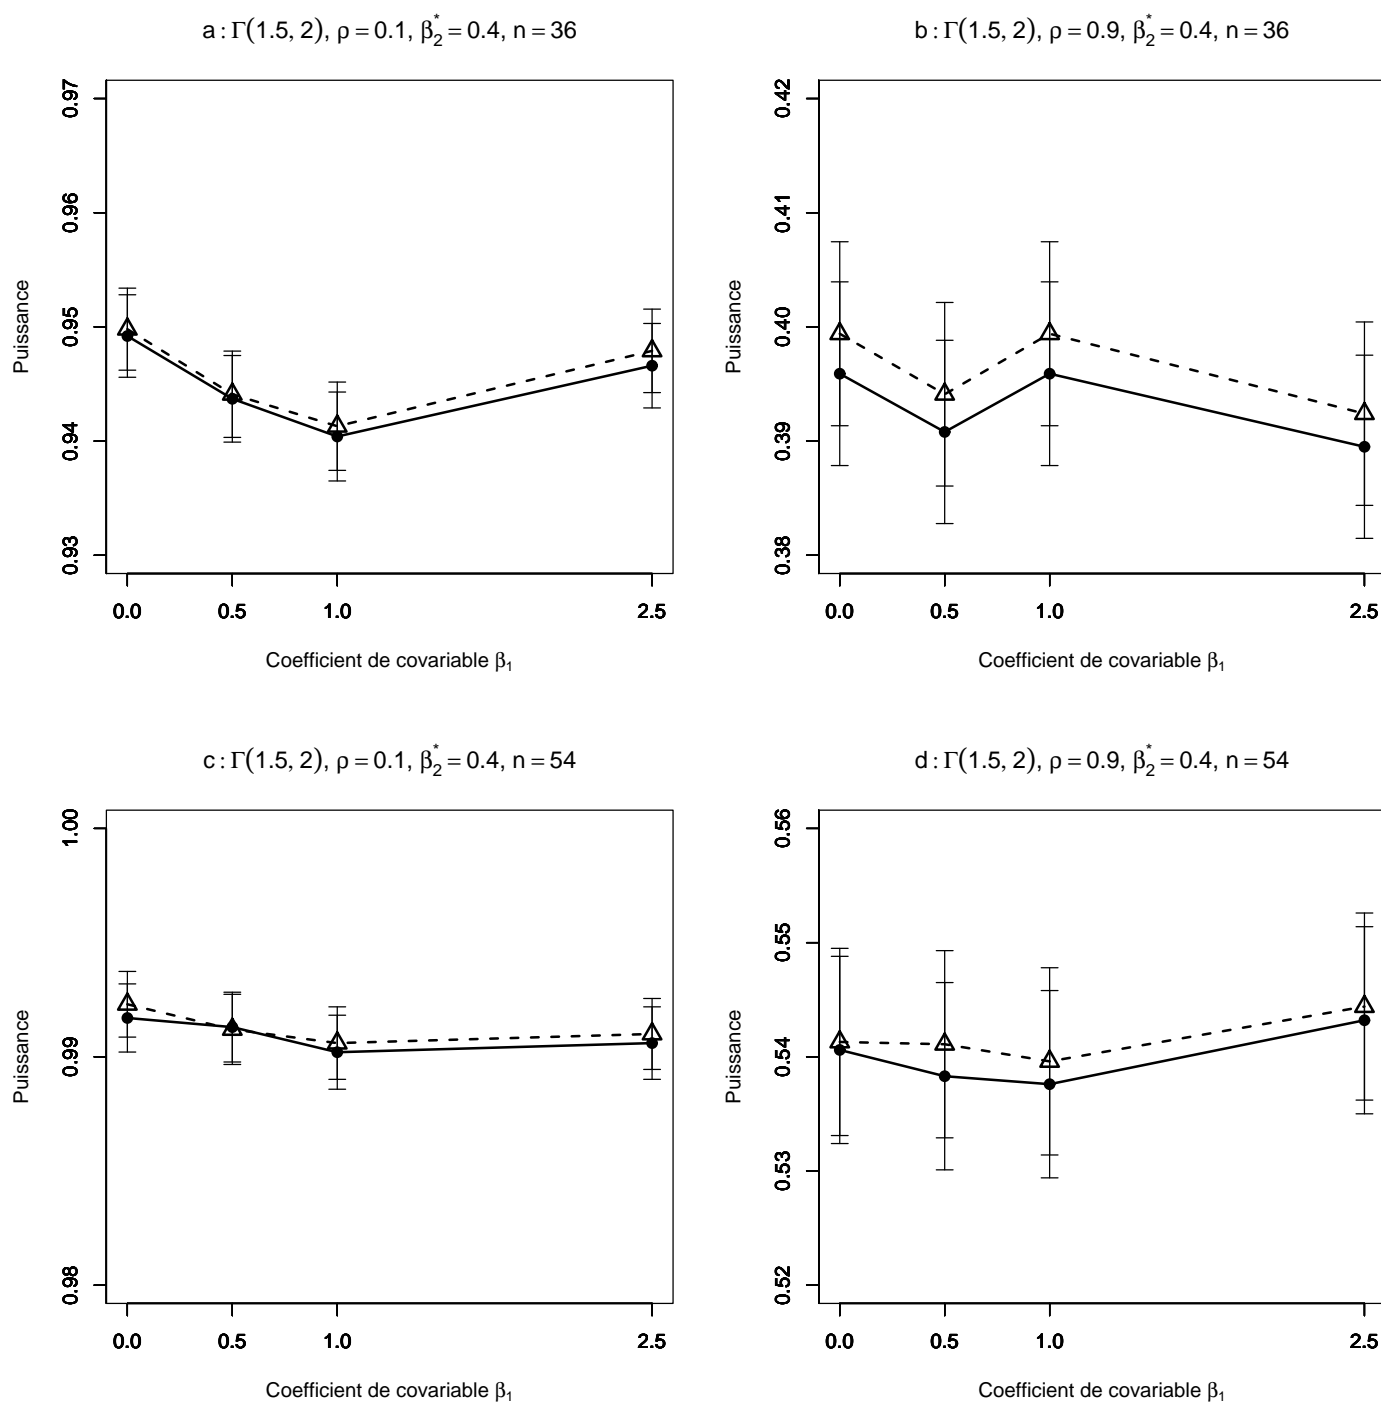 a : Γ(1.5, 2), ρ = 0.1, β₂* = 0.4, n = 36
0.97
0.96
0.95
0.94
0.93
Puissance
0.0 0.5 1.0 2.5
Coefficient de covariable β₁
b : Γ(1.5, 2), ρ = 0.9, β₂* = 0.4, n = 36
0.42
0.41
0.40
0.39
0.38
Puissance
0.0 0.5 1.0 2.5
Coefficient de covariable β₁
c : Γ(1.5, 2), ρ = 0.1, β₂* = 0.4, n = 54
1.00
0.99
0.98
Puissance
0.0 0.5 1.0 2.5
Coefficient de covariable β₁
d : Γ(1.5, 2), ρ = 0.9, β₂* = 0.4, n = 54
0.56
0.55
0.54
0.53
0.52
Puissance
0.0 0.5 1.0 2.5
Coefficient de covariable β₁